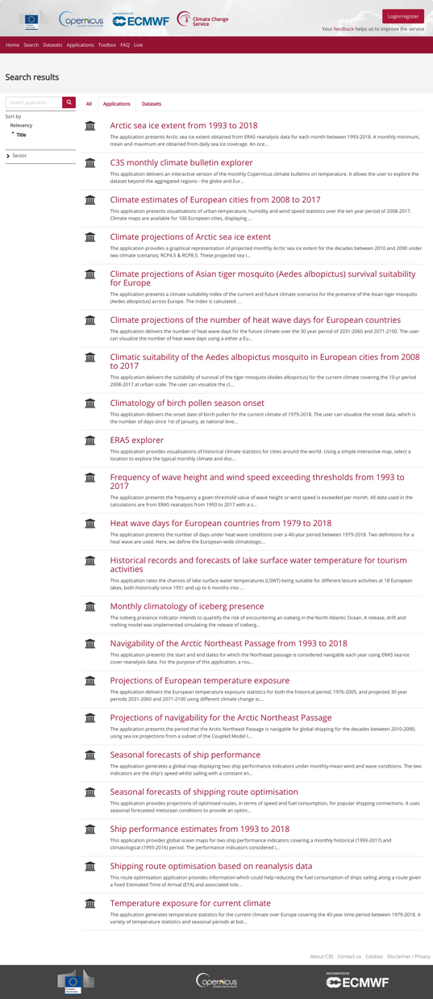 opernicus
Europe's eyes on Earth
IMPLEMENTED BY
ECMWF
Climate Change
Service
Login/register
Your feedback helps us to improve the service
Home Search Datasets Applications Toolbox FAQ Live
Search results
Search application
All Applications Datasets
Sort by
Relevancy
Title
Sector
Arctic sea ice extent from 1993 to 2018
The application presents Arctic sea ice extent obtained from ERA5 reanalysis data for each month between 1993-2018. A monthly minimum,
mean and maximum are obtained from daily sea ice coverage. An oce...
C3S monthly climate bulletin explorer
This application delivers an interactive version of the monthly Copernicus climate bulletins on temperature. It allows the user to explore the
dataset beyond the aggregated regions - the globe and Eur...
Climate estimates of European cities from 2008 to 2017
This application presents visualisations of urban temperature, humidity and wind speed statistics over the ten year period of 2008-2017.
Climate maps are available for 100 European cities, displaying ...
Climate projections of Arctic sea ice extent
The application provides a graphical representation of projected monthly Arctic sea ice extent for the decades between 2010 and 2090 under
two climate scenarios; RCP4.5 & RCP8.5. These projected sea i...
Climate projections of Asian tiger mosquito (Aedes albopictus) survival suitability
for Europe
The application presents a climate suitability index of the current and future climate scenarios for the presence of the Asian tiger mosquito
(Aedes albopictus) across Europe. The index is calculated ...
Climate projections of the number of heat wave days for European countries
The application delivers the number of heat wave days for the future climate over the 30 year period of 2031-2060 and 2071-2100. The user
can visualize the number of heat wave days using a either a Eu...
Climatic suitability of the Aedes albopictus mosquito in European cities from 2008
to 2017
This application delivers the suitability of survival of the tiger mosquito (Aedes albopictus) for the current climate covering the 10-yr period
2008-2017 at urban scale. The user can visualize the cl...
Climatology of birch pollen season onset
This application delivers the onset date of birch pollen for the current climate of 1979-2018. The user can visualize the onset data, which is
the number of days since 1st of January, at national leve...
ERA5 explorer
This application provides visualisations of historical climate statistics for cities around the world. Using a simple interactive map, select a
location to explore the typical monthly climate and disc...
Frequency of wave height and wind speed exceeding thresholds from 1993 to
2017
The application presents the frequency a given threshold value of wave height or wind speed is exceeded per month. All data used in the
calculations are from ERA5 reanalysis from 1993 to 2017 with a s...
Heat wave days for European countries from 1979 to 2018
The application presents the number of days under heat wave conditions over a 40-year period between 1979-2018. Two definitions for a
heat wave are used. Here, we define the European-wide climatologic...
Historical records and forecasts of lake surface water temperature for tourism
activities
This application rates the chances of lake surface water temperatures (LSWT) being suitable for different leisure activities at 18 European
lakes, both historically since 1951 and up to 6 months into ...
Monthly climatology of iceberg presence
The iceberg presence indicator intends to quantify the risk of encountering an iceberg in the North Atlantic Ocean. A release, drift and
melting model was implemented simulating the release of iceberg...
Navigability of the Arctic Northeast Passage from 1993 to 2018
This application presents the start and end dates for which the Northeast passage is considered navigable each year using ERA5 sea-ice
cover reanalysis data. For the purpose of this application, a rou...
Projections of European temperature exposure
The application delivers the European temperature exposure statistics for both the historical period, 1976-2005, and projected 30 year
periods 2031-2060 and 2071-2100 using different climate change sc...
Projections of navigability for the Arctic Northeast Passage
The application presents the period that the Arctic Northeast Passage is navigable for global shipping for the decades between 2010-2090,
using sea ice projections from a subset of the Coupled Model I...
Seasonal forecasts of ship performance
The application generates a global map displaying two ship performance indicators under monthly-mean wind and wave conditions. The two
indicators are the ship's speed whilst sailing with a constant en...
Seasonal forecasts of shipping route optimisation
This application provides projections of optimised routes, in terms of speed and fuel consumption, for popular shipping connections. It uses
seasonal forecasted metocean conditions to provide an optim...
Ship performance estimates from 1993 to 2018
This application provides global ocean maps for two ship performance indicators covering a monthly historical (1993-2017) and
climatological (1993-2016) period. The performance indicators considered i...
Shipping route optimisation based on reanalysis data
This route optimisation application provides information which could help reducing the fuel consumption of ships sailing along a route given
a fixed Estimated Time of Arrival (ETA) and associated tole...
Temperature exposure for current climate
The application generates temperature statistics for the current climate over Europe covering the 40-year time period between 1979-2018. A
variety of temperature statistics and seasonal periods at bot...
About C3S Contact us Cookies Disclaimer / Privacy
opernicus
Europe's eyes on Earth
IMPLEMENTED BY
ECMWF